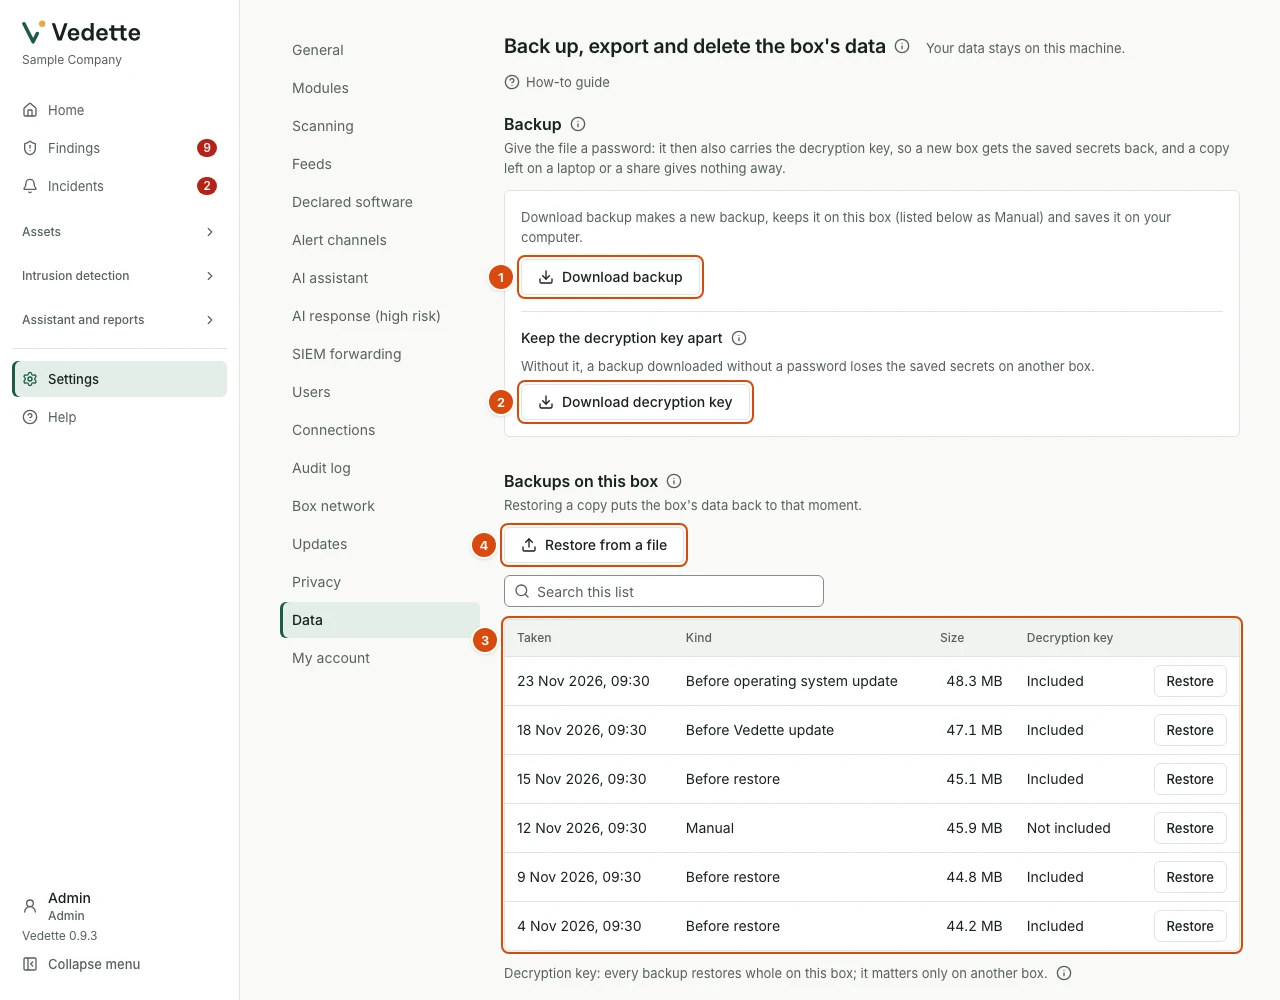 Vedette
Sample Company
Home
Findings 9
Incidents 2
Assets
Intrusion detection
Assistant and reports
Settings
Help
Admin
Admin
Vedette 0.9.3
Collapse menu
General
Modules
Scanning
Feeds
Declared software
Alert channels
AI assistant
AI response (high risk)
SIEM forwarding
Users
Connections
Audit log
Box network
Updates
Privacy
Data
My account
Back up, export and delete the box's data Your data stays on this machine.
How-to guide
Backup
Give the file a password: it then also carries the decryption key, so a new box gets the saved secrets back, and a copy
left on a laptop or a share gives nothing away.
Download backup makes a new backup, keeps it on this box (listed below as Manual) and saves it on your
computer.
1 Download backup
Keep the decryption key apart
Without it, a backup downloaded without a password loses the saved secrets on another box.
2 Download decryption key
Backups on this box
Restoring a copy puts the box's data back to that moment.
4 Restore from a file
Search this list
3 Taken Kind Size Decryption key
23 Nov 2026, 09:30 Before operating system update 48.3 MB Included Restore
18 Nov 2026, 09:30 Before Vedette update 47.1 MB Included Restore
15 Nov 2026, 09:30 Before restore 45.1 MB Included Restore
12 Nov 2026, 09:30 Manual 45.9 MB Not included Restore
9 Nov 2026, 09:30 Before restore 44.8 MB Included Restore
4 Nov 2026, 09:30 Before restore 44.2 MB Included Restore
Decryption key: every backup restores whole on this box; it matters only on another box.